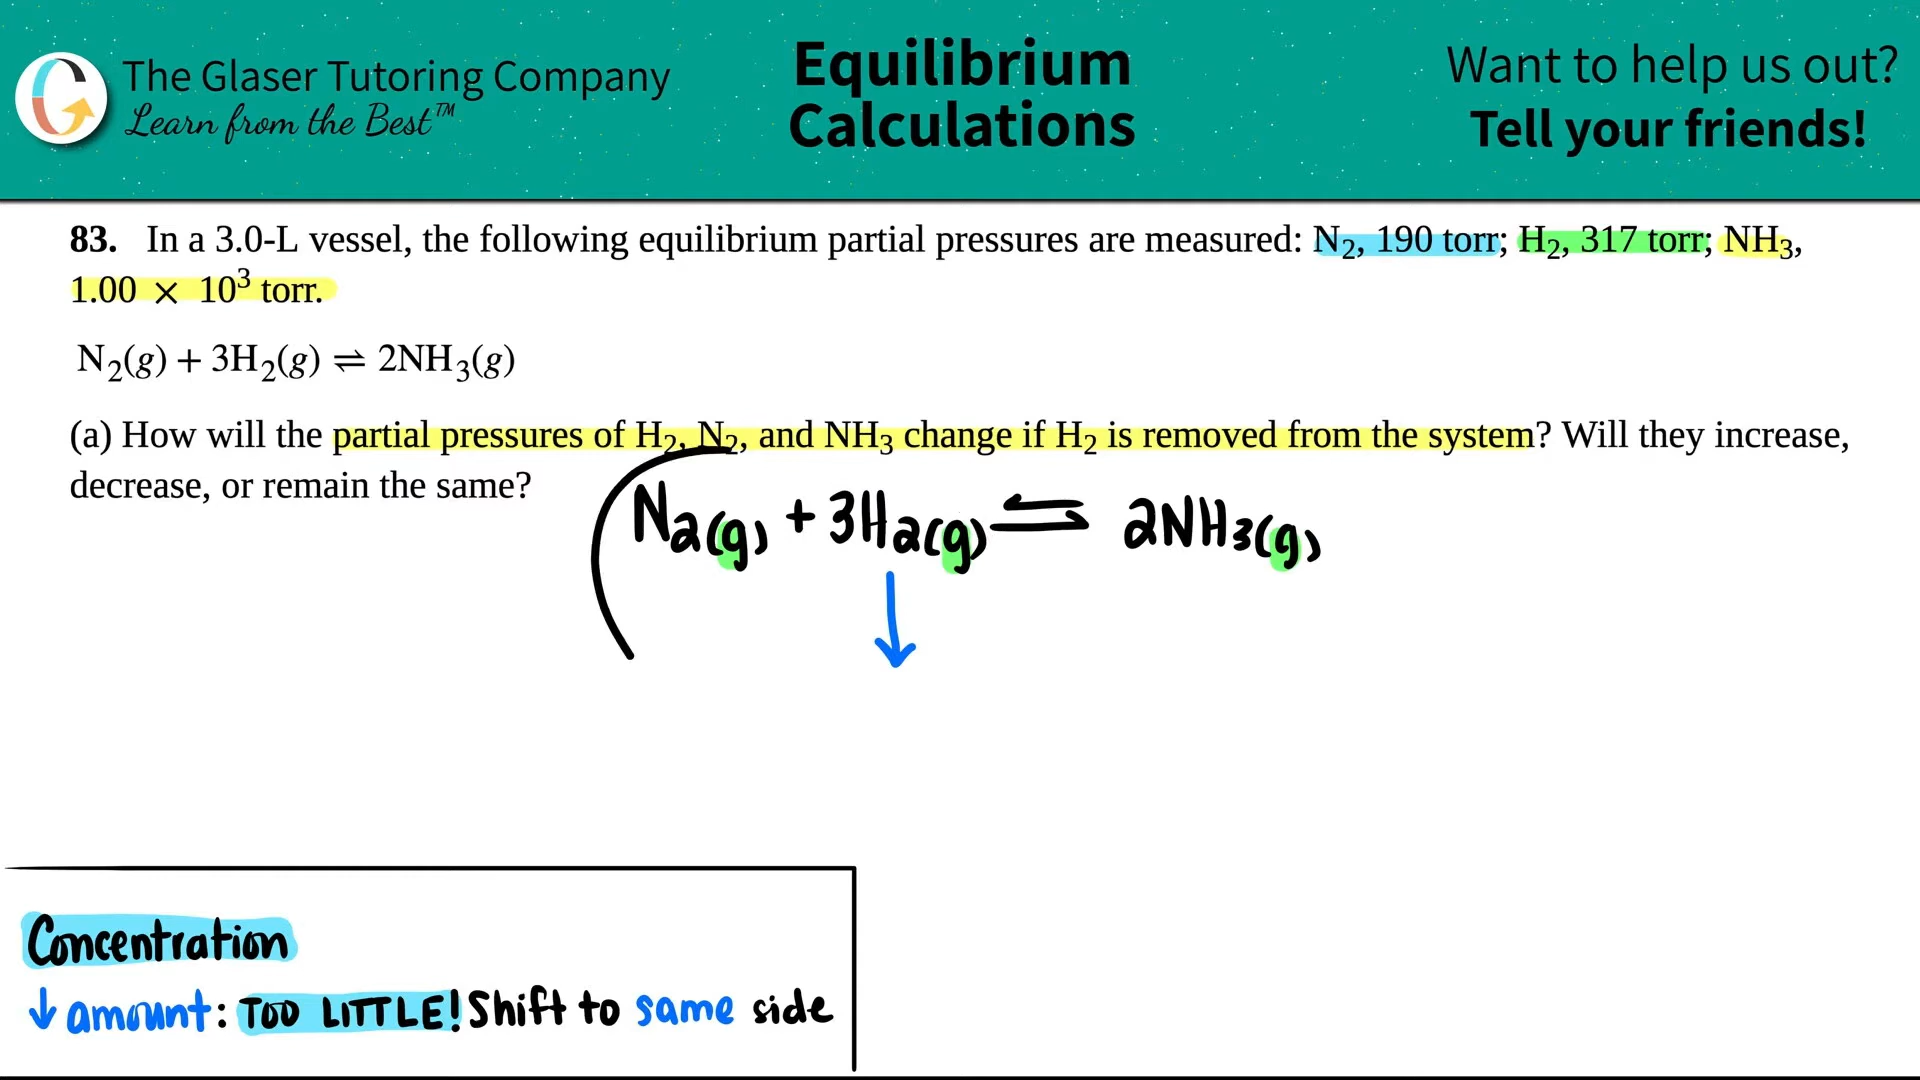 The Glaser Tutoring Company
Learn from the Best™
Equilibrium
Calculations
Want to help us out?
Tell your friends!
83. In a 3.0-L vessel, the following equilibrium partial pressures are measured: N₂, 190 torr; H₂, 317 torr; NH₃,
1.00 × 10³ torr.
N₂(g) + 3H₂(g) ⇌ 2NH₃(g)
(a) How will the partial pressures of H₂, N₂, and NH₃ change if H₂ is removed from the system? Will they increase,
decrease, or remain the same?
N₂(g) + 3H₂(g) ⇌ 2NH₃(g)
↓
Concentration
↓ amount: TOO LITTLE! Shift to same side